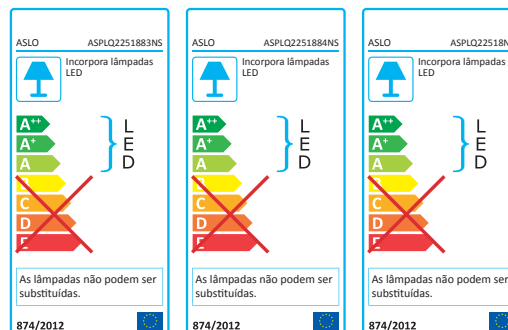 ASLO ASPLQ2251883NS
Incorpora lâmpadas
LED
A++
A+
A
L
E
D
C
D
As lâmpadas não podem ser
substituídas.
874/2012
ASLO ASPLQ2251884NS
Incorpora lâmpadas
LED
A++
A+
A
L
E
D
C
D
As lâmpadas não podem ser
substituídas.
874/2012
ASLO ASPLQ22518N
Incorpora lâmpadas
LED
A++
A+
A
L
E
D
C
D
As lâmpadas não podem ser
substituídas.
874/2012